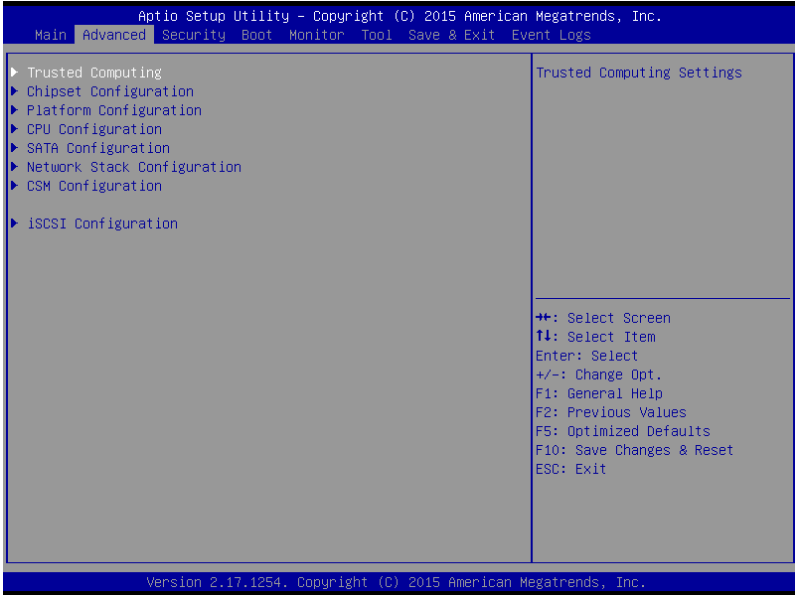 Aptio Setup Utility – Copyright (C) 2015 American Megatrends, Inc.
Main Advanced Security Boot Monitor Tool Save & Exit Event Logs
Trusted Computing
Chipset Configuration
Platform Configuration
CPU Configuration
SATA Configuration
Network Stack Configuration
CSM Configuration
iSCSI Configuration
Trusted Computing Settings
→←: Select Screen
↑↓: Select Item
Enter: Select
+/-: Change Opt.
F1: General Help
F2: Previous Values
F5: Optimized Defaults
F10: Save Changes & Reset
ESC: Exit
Version 2.17.1254. Copyright (C) 2015 American Megatrends, Inc.